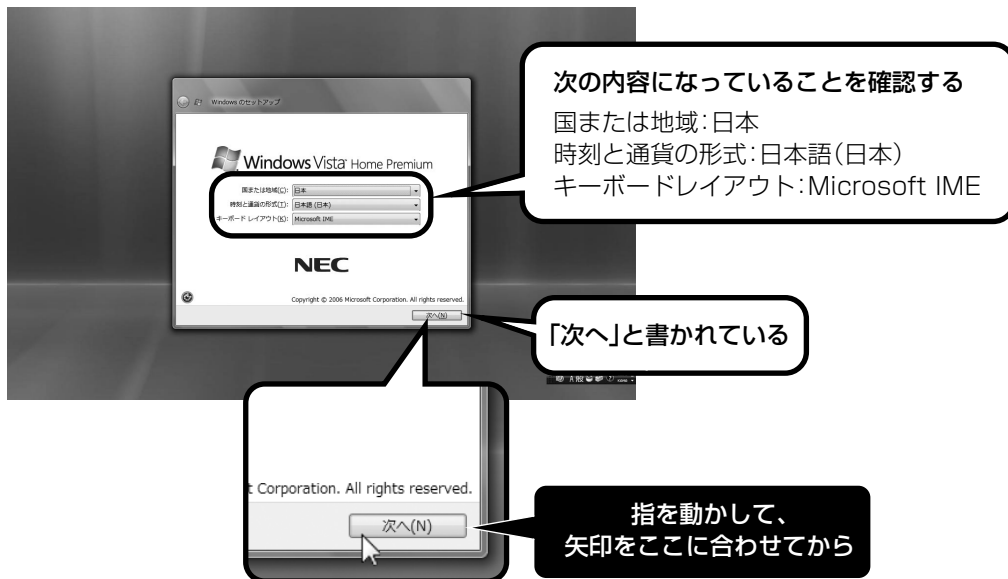 Windows のセットアップ
次の内容になっていることを確認する
国または地域:日本
時刻と通貨の形式:日本語(日本)
キーボードレイアウト:Microsoft IME
Windows Vista Home Premium
国または地域(C): 日本
時刻と通貨の形式(T): 日本語 (日本)
キーボード レイアウト(K): Microsoft IME
NEC
Copyright © 2006 Microsoft Corporation. All rights reserved.
次へ(N)
「次へ」と書かれている
A 般
t Corporation. All rights reserved.
次へ(N)
指を動かして、
矢印をここに合わせてから